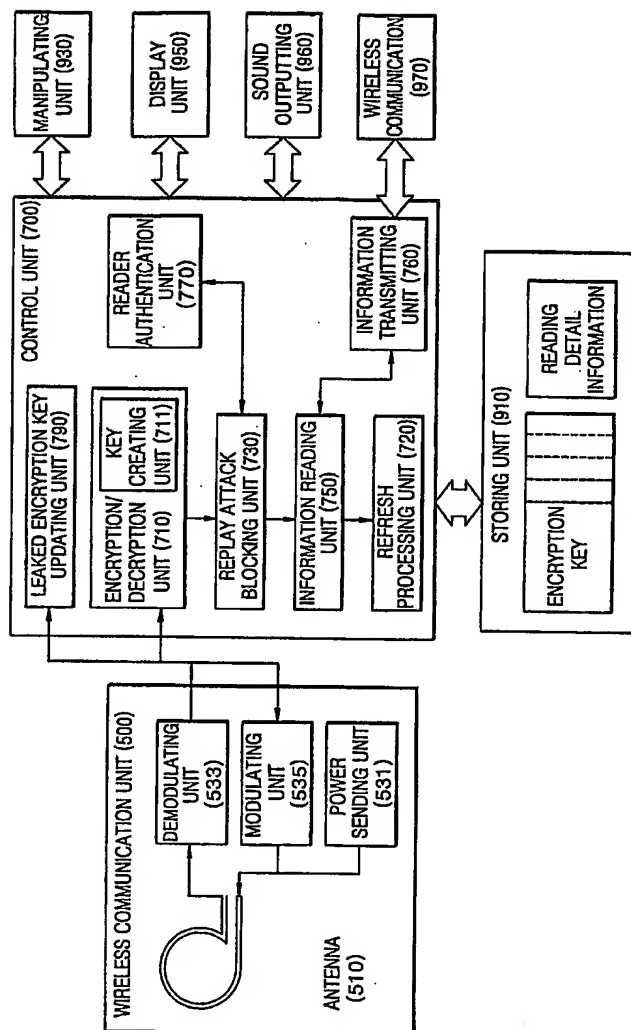 WIRELESS COMMUNICATION UNIT (500)
ANTENNA
(510)
DEMODULATING
UNIT
(533)
MODULATING
UNIT
(535)
POWER
SENDING UNIT
(531)
CONTROL UNIT (700)
LEAKED ENCRYPTION KEY
UPDATING UNIT (790)
ENCRYPTION/
DECRYPTION
UNIT (710)
KEY
CREATING
UNIT (711)
REPLAY ATTACK
BLOCKING UNIT (730)
INFORMATION READING
UNIT (750)
REFRESH
PROCESSING UNIT (720)
READER
AUTHENTICATION
UNIT
(770)
INFORMATION
TRANSMITTING
UNIT (760)
MANIPULATING
UNIT (930)
DISPLAY
UNIT (950)
SOUND
OUTPUTTING
UNIT (960)
WIRELESS
COMMUNICATION
(970)
STORING UNIT (910)
ENCRYPTION
KEY
READING
DETAIL
INFORMATION